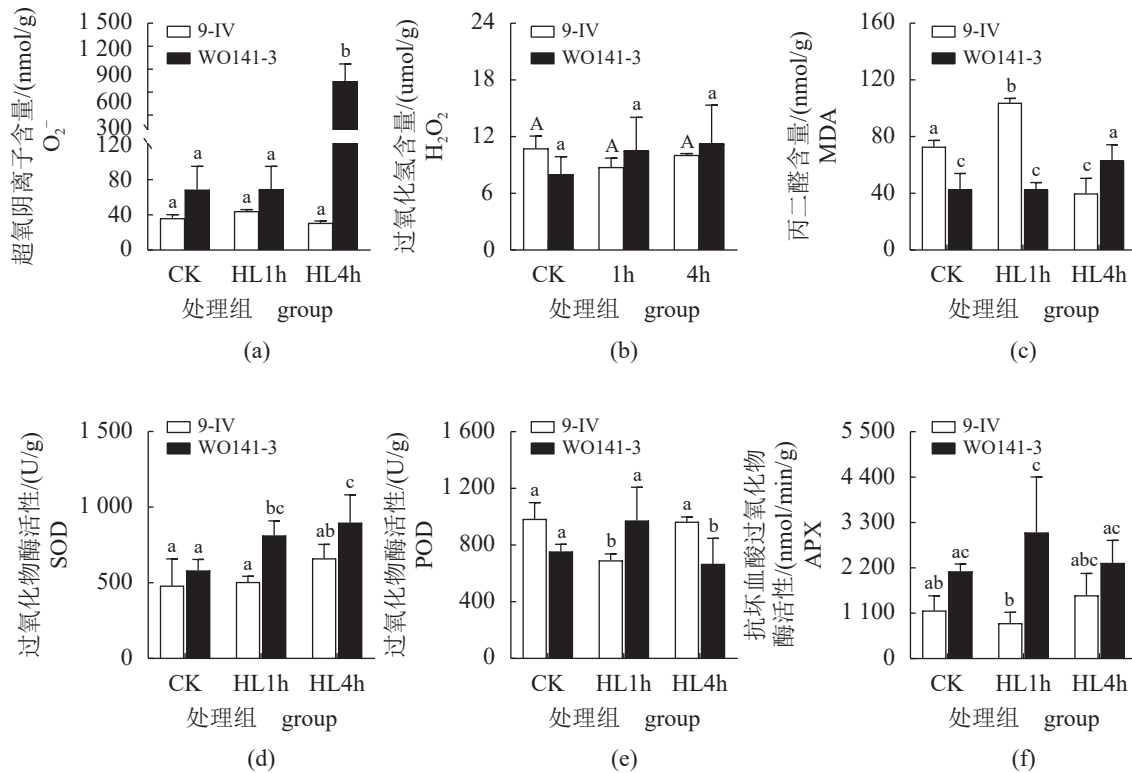 超氧阴离子含量/(nmol/g)
O₂⁻
1 500
1 200
900
600
300
120
80
40
0
9-IV
WO141-3
a
a
a
a
a
b
CK
HL1h
HL4h
处理组 group
(a)
过氧化氢含量/(umol/g)
H₂O₂
24
18
12
6
0
9-IV
WO141-3
A
a
A
a
A
a
CK
1h
4h
处理组 group
(b)
丙二醛含量/(nmol/g)
MDA
160
120
80
40
0
9-IV
WO141-3
a
c
b
c
c
a
CK
HL1h
HL4h
处理组 group
(c)
过氧化物酶活性/(U/g)
SOD
1 500
1 000
500
0
9-IV
WO141-3
a
a
a
bc
ab
c
CK
HL1h
HL4h
处理组 group
(d)
过氧化物酶活性/(U/g)
POD
1 600
1 200
800
400
0
9-IV
WO141-3
a
a
b
a
a
b
CK
HL1h
HL4h
处理组 group
(e)
抗坏血酸过氧化物
酶活性/(nmol/min/g)
APX
5 500
4 400
3 300
2 200
1 100
0
9-IV
WO141-3
ab
ac
b
c
abc
ac
CK
HL1h
HL4h
处理组 group
(f)